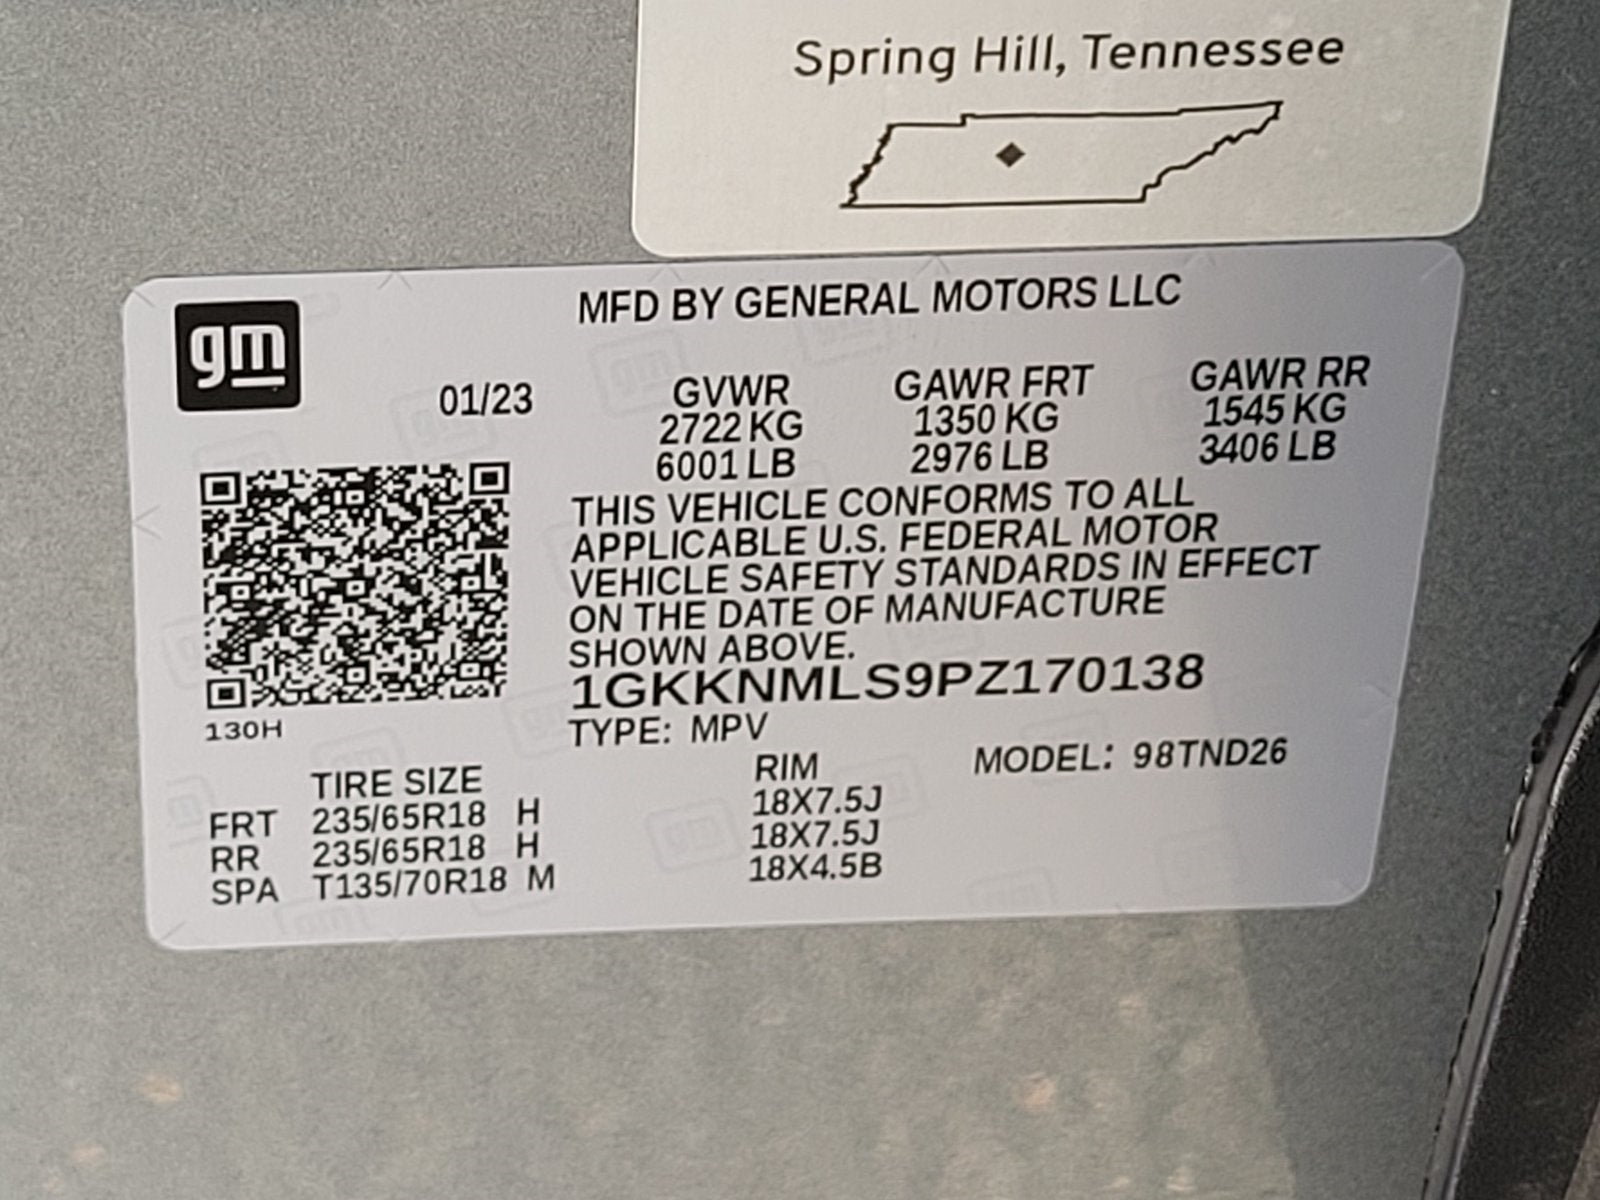 Spring Hill, Tennessee
gm
MFD BY GENERAL MOTORS LLC
01/23 GVWR GAWR FRT GAWR RR
2722 KG 1350 KG 1545 KG
6001 LB 2976 LB 3406 LB
THIS VEHICLE CONFORMS TO ALL
APPLICABLE U.S. FEDERAL MOTOR
VEHICLE SAFETY STANDARDS IN EFFECT
ON THE DATE OF MANUFACTURE
SHOWN ABOVE.
1GKKNMLS9PZ170138
130H
TYPE: MPV
TIRE SIZE RIM MODEL: 98TND26
FRT 235/65R18 H 18X7.5J
RR 235/65R18 H 18X7.5J
SPA T135/70R18 M 18X4.5B